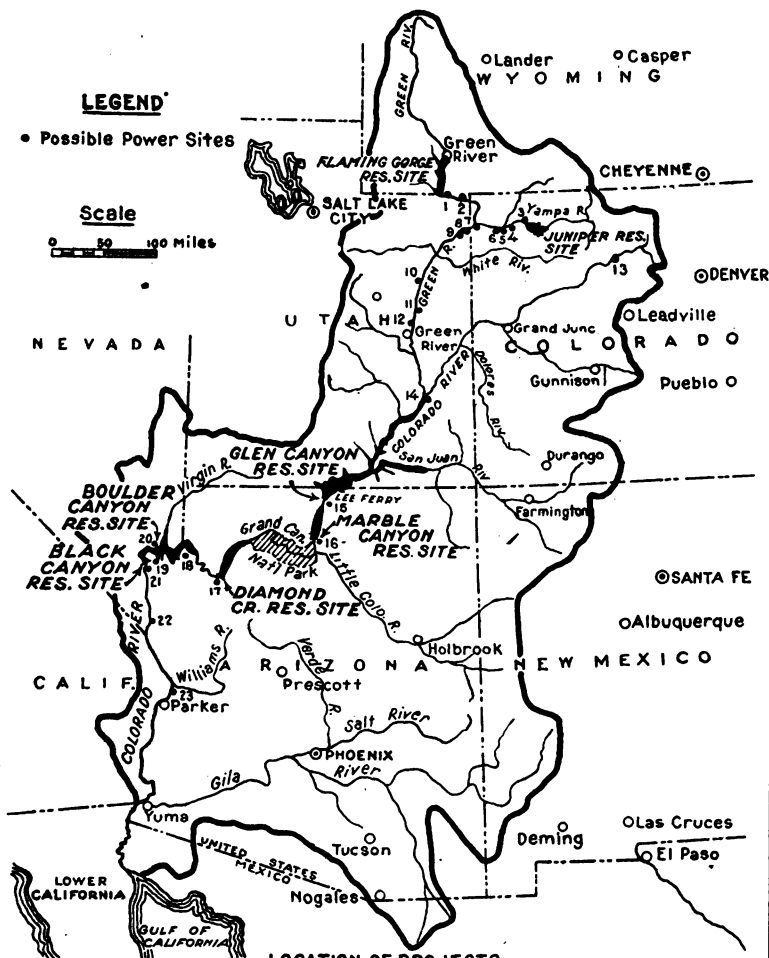 GREEN RIV.
Lander
Casper
WYOMING
LEGEND
Possible Power Sites
Green
River
FLAMING GORGE
RES. SITE
CHEYENNE
SALT LAKE
CITY
Scale
0 50 100 Miles
1
2
3
Yampa R.
8
7
9
6
5
4
JUNIPER RES.
SITE
White Riv.
13
10
GREEN R.
DENVER
11
UTAH
12
Green
River
Grand Junc
Leadville
NEVADA
COLORADO
Gunnison
Pueblo
Dolores
Riv.
14
COLORADO RIVER
GLEN CANYON
RES. SITE
San Juan
Riv.
Durango
Virgin R.
BOULDER
CANYON
RES. SITE
LEE FERRY
15
Farmington
Grand Can.
Nat'l Park
MARBLE
CANYON
RES. SITE
16
20
BLACK
CANYON
RES. SITE
19
21
18
17
DIAMOND
CR. RES. SITE
Little Colo. R.
SANTA FE
22
Albuquerque
Williams R.
Verde
R.
Holbrook
ARIZONA
NEW MEXICO
CALIF.
Prescott
23
Parker
COLORADO RIVER
Salt River
PHOENIX
Gila
River
Yuma
UNITED STATES
MEXICO
Tucson
Deming
Las Cruces
El Paso
Nogales
LOWER
CALIFORNIA
GULF OF
CALIFORNIA
LOCATION OF PROJECTS